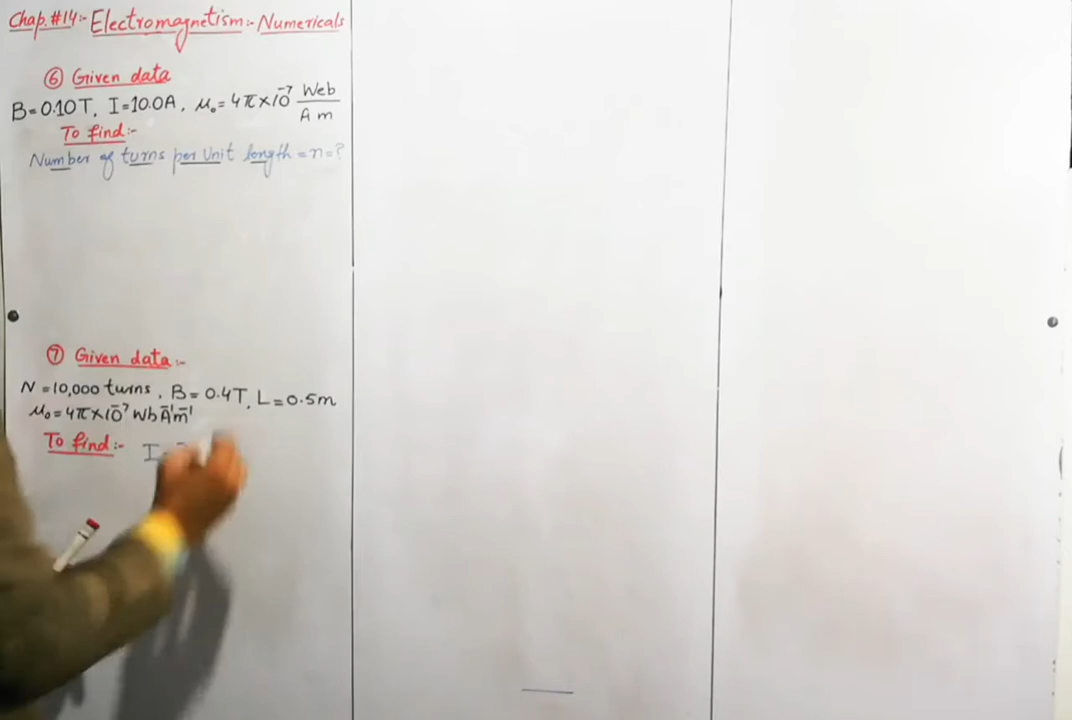 Chap.#14:- Electromagnetism:- Numericals
⑥ Given data
B=0.10T, I=10.0A, μ₀=4π×10⁻⁷ Web/Am
To find:-
Number of turns per Unit length=n=?
⑦ Given data:-
N=10,000 turns, B=0.4T, L=0.5m
μ₀=4π×10⁻⁷ Wb A⁻¹m⁻¹
To find:- I